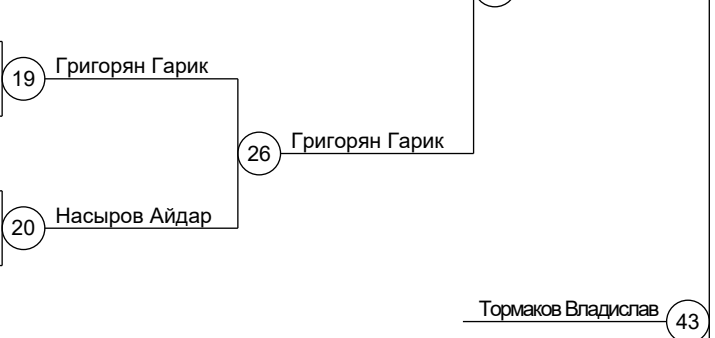 Григорян Гарик
19
Григорян Гарик
26
Насыров Айдар
20
Тормаков Владислав
43